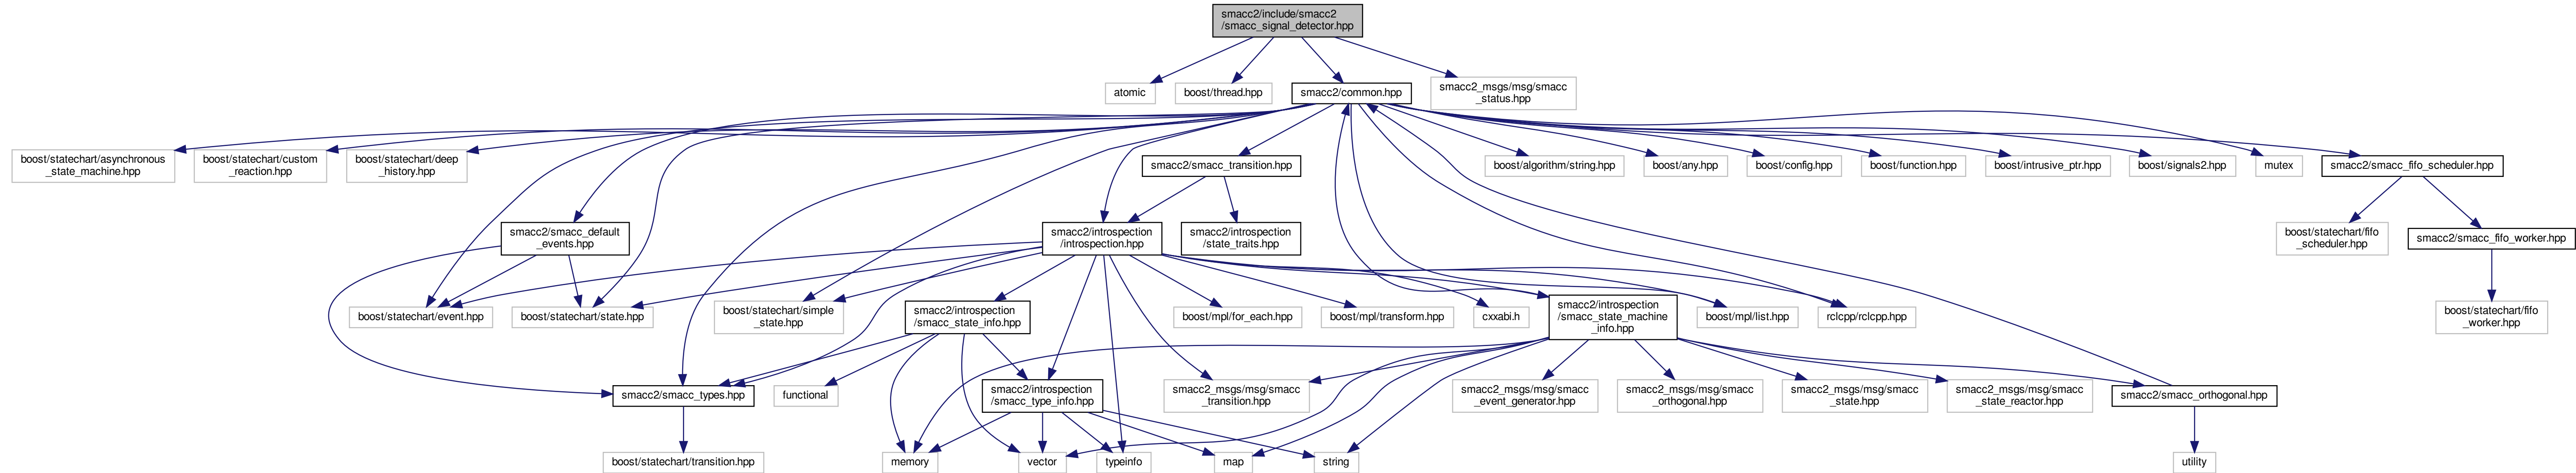 smacc2/include/smacc2
/smacc_signal_detector.hpp
atomic
boost/thread.hpp
smacc2/common.hpp
smacc2_msgs/msg/smacc
_status.hpp
boost/statechart/asynchronous
_state_machine.hpp
boost/statechart/custom
_reaction.hpp
boost/statechart/deep
_history.hpp
smacc2/smacc_transition.hpp
boost/algorithm/string.hpp
boost/any.hpp
boost/config.hpp
boost/function.hpp
boost/intrusive_ptr.hpp
boost/signals2.hpp
mutex
smacc2/smacc_fifo_scheduler.hpp
smacc2/smacc_default
_events.hpp
smacc2/introspection
/introspection.hpp
smacc2/introspection
/state_traits.hpp
boost/statechart/fifo
_scheduler.hpp
smacc2/smacc_fifo_worker.hpp
boost/statechart/event.hpp
boost/statechart/state.hpp
boost/statechart/simple
_state.hpp
smacc2/introspection
/smacc_state_info.hpp
boost/mpl/for_each.hpp
boost/mpl/transform.hpp
cxxabi.h
smacc2/introspection
/smacc_state_machine
_info.hpp
boost/mpl/list.hpp
rclcpp/rclcpp.hpp
boost/statechart/fifo
_worker.hpp
smacc2/smacc_types.hpp
functional
smacc2/introspection
/smacc_type_info.hpp
smacc2_msgs/msg/smacc
_transition.hpp
smacc2_msgs/msg/smacc
_event_generator.hpp
smacc2_msgs/msg/smacc
_orthogonal.hpp
smacc2_msgs/msg/smacc
_state.hpp
smacc2_msgs/msg/smacc
_state_reactor.hpp
smacc2/smacc_orthogonal.hpp
boost/statechart/transition.hpp
memory
vector
typeinfo
map
string
utility